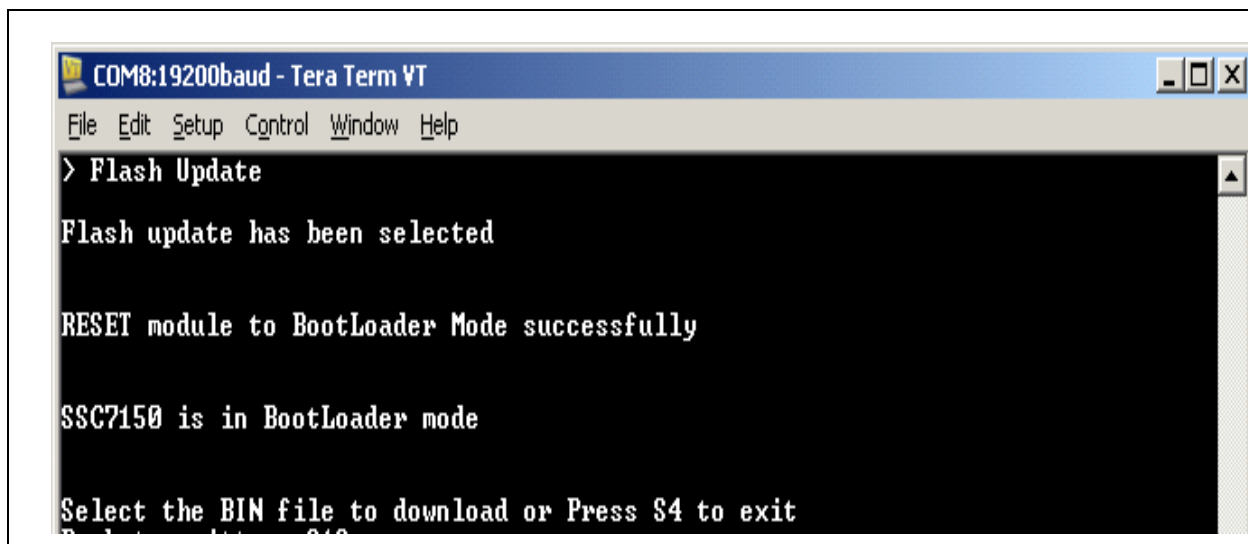 COM8:19200baud - Tera Term VT
File Edit Setup Control Window Help
> Flash Update
Flash update has been selected
RESET module to BootLoader Mode successfully
SSC7150 is in BootLoader mode
Select the BIN file to download or Press S4 to exit